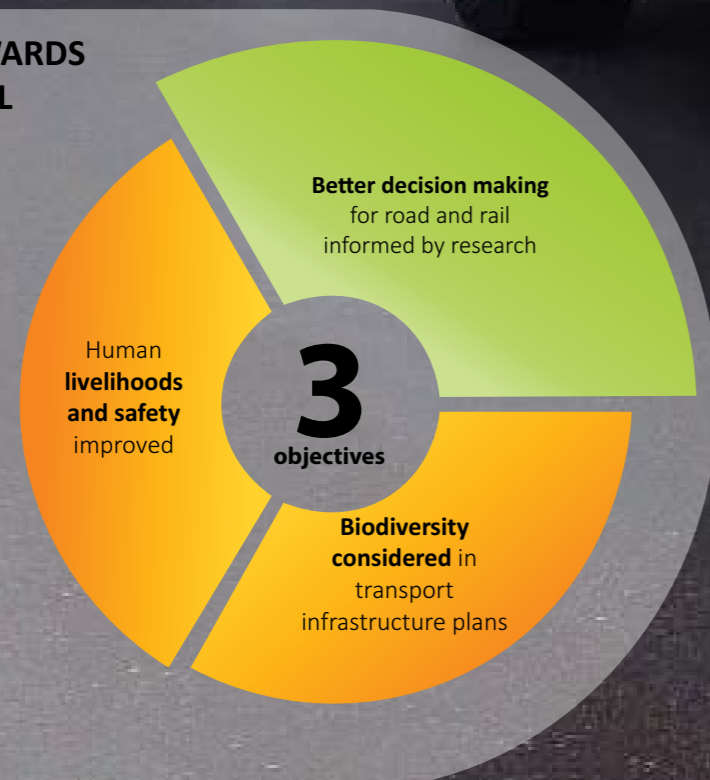 Better decision making
for road and rail
informed by research
Human
livelihoods
and safety
improved
3
objectives
Biodiversity
considered in
transport
infrastructure plans